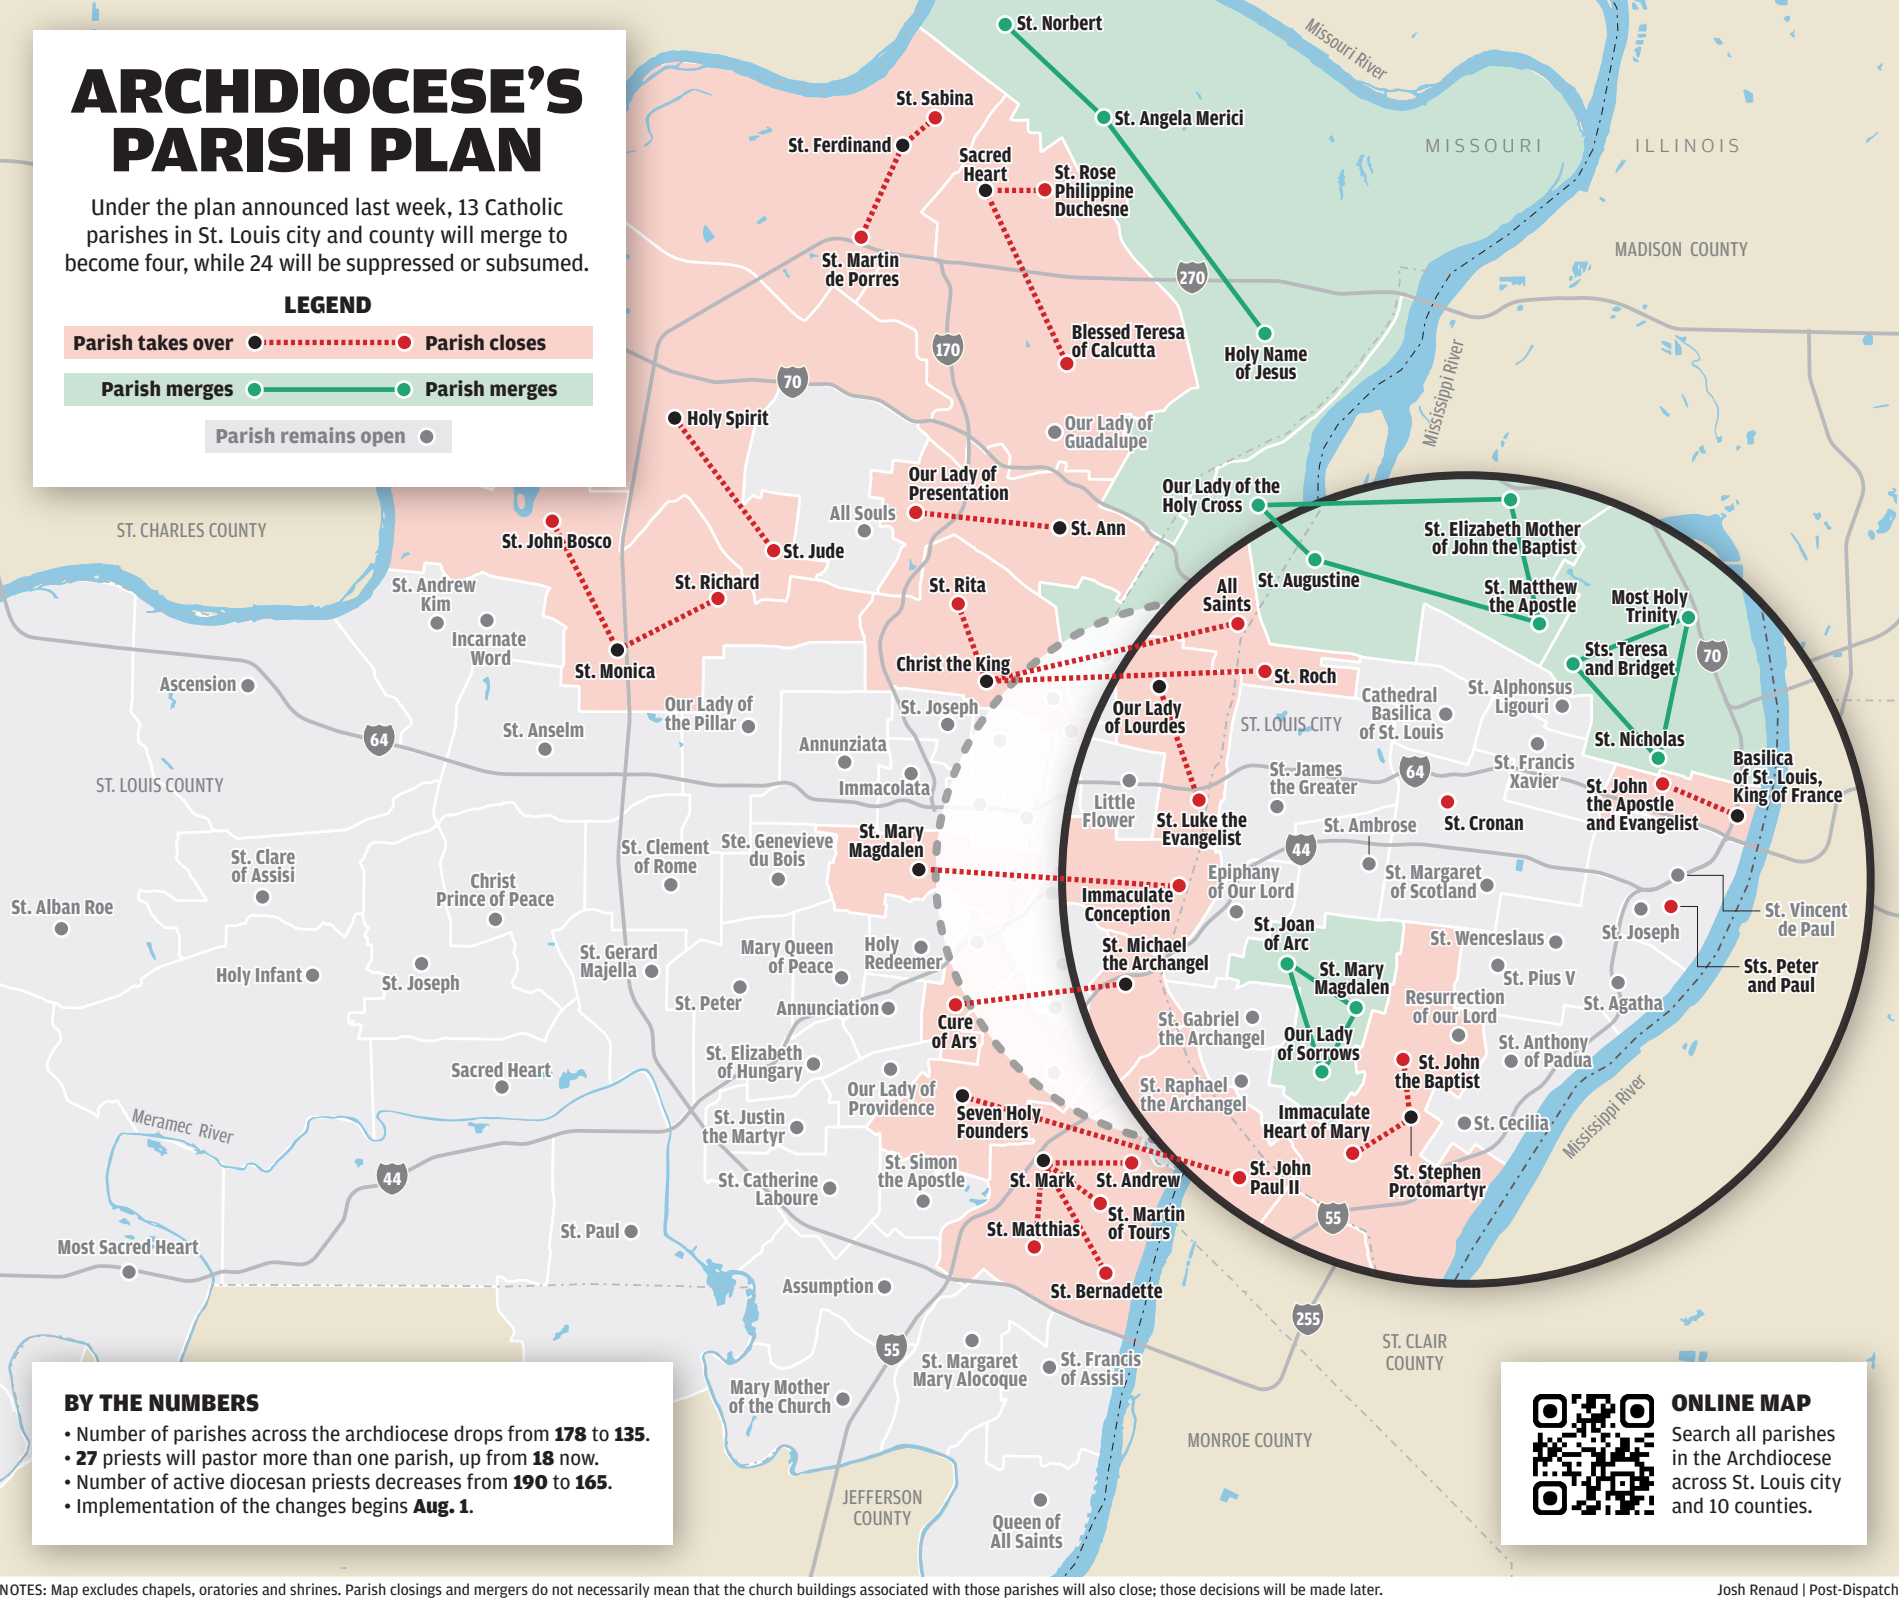 ARCHDIOCESE'S
PARISH PLAN
Under the plan announced last week, 13 Catholic
parishes in St. Louis city and county will merge to
become four, while 24 will be suppressed or subsumed.
LEGEND
Parish takes over
Parish closes
Parish merges
Parish merges
Parish remains open
St. Norbert
Missouri River
St. Sabina
St. Angela Merici
St. Ferdinand
MISSOURI
ILLINOIS
Sacred
Heart
St. Rose
Philippine
Duchesne
MADISON COUNTY
St. Martin
de Porres
270
Blessed Teresa
of Calcutta
170
Holy Name
of Jesus
70
Mississippi River
Holy Spirit
Our Lady of
Guadalupe
Our Lady of
Presentation
Our Lady of the
Holy Cross
All Souls
St. Ann
ST. CHARLES COUNTY
St. John Bosco
St. Jude
St. Elizabeth Mother
of John the Baptist
St. Andrew
Kim
St. Richard
St. Rita
All
Saints
St. Augustine
St. Matthew
the Apostle
Most Holy
Trinity
Incarnate
Word
St. Monica
Christ the King
Sts. Teresa
and Bridget
70
St. Roch
Ascension
Our Lady of
the Pillar
St. Joseph
Our Lady
of Lourdes
ST. LOUIS CITY
Cathedral
Basilica
of St. Louis
St. Alphonsus
Ligouri
64
St. Anselm
Annunziata
St. Nicholas
Immacolata
St. James
the Greater
64
St. Francis
Xavier
Basilica
of St. Louis,
King of France
ST. LOUIS COUNTY
Little
Flower
St. Luke the
Evangelist
St. Ambrose
St. Cronan
St. John
the Apostle
and Evangelist
St. Mary
Magdalen
St. Clement
of Rome
Ste. Genevieve
du Bois
44
St. Clare
of Assisi
Christ
Prince of Peace
Immaculate
Conception
Epiphany
of Our Lord
St. Margaret
of Scotland
St. Alban Roe
St. Vincent
de Paul
St. Joan
of Arc
St. Wenceslaus
St. Joseph
Holy Infant
St. Joseph
St. Gerard
Majella
Mary Queen
of Peace
Holy
Redeemer
St. Michael
the Archangel
St. Mary
Magdalen
St. Pius V
Sts. Peter
and Paul
St. Peter
Annunciation
Cure
of Ars
St. Gabriel
the Archangel
Our Lady
of Sorrows
Resurrection
of our Lord
St. Agatha
St. Anthony
of Padua
Sacred Heart
St. Elizabeth
of Hungary
Our Lady of
Providence
St. Raphael
the Archangel
St. John
the Baptist
Meramec River
St. Justin
the Martyr
Seven Holy
Founders
Immaculate
Heart of Mary
St. Cecilia
Mississippi River
44
St. Catherine
Laboure
St. Simon
the Apostle
St. Mark
St. Andrew
St. John
Paul II
St. Stephen
Protomartyr
St. Paul
St. Matthias
St. Martin
of Tours
55
Most Sacred Heart
Assumption
St. Bernadette
255
55
ST. CLAIR
COUNTY
St. Margaret
Mary Alocoque
St. Francis
of Assisi
Mary Mother
of the Church
MONROE COUNTY
JEFFERSON
COUNTY
Queen of
All Saints
BY THE NUMBERS
• Number of parishes across the archdiocese drops from 178 to 135.
• 27 priests will pastor more than one parish, up from 18 now.
• Number of active diocesan priests decreases from 190 to 165.
• Implementation of the changes begins Aug. 1.
ONLINE MAP
Search all parishes
in the Archdiocese
across St. Louis city
and 10 counties.
NOTES: Map excludes chapels, oratories and shrines. Parish closings and mergers do not necessarily mean that the church buildings associated with those parishes will also close; those decisions will be made later.
Josh Renaud | Post-Dispatch